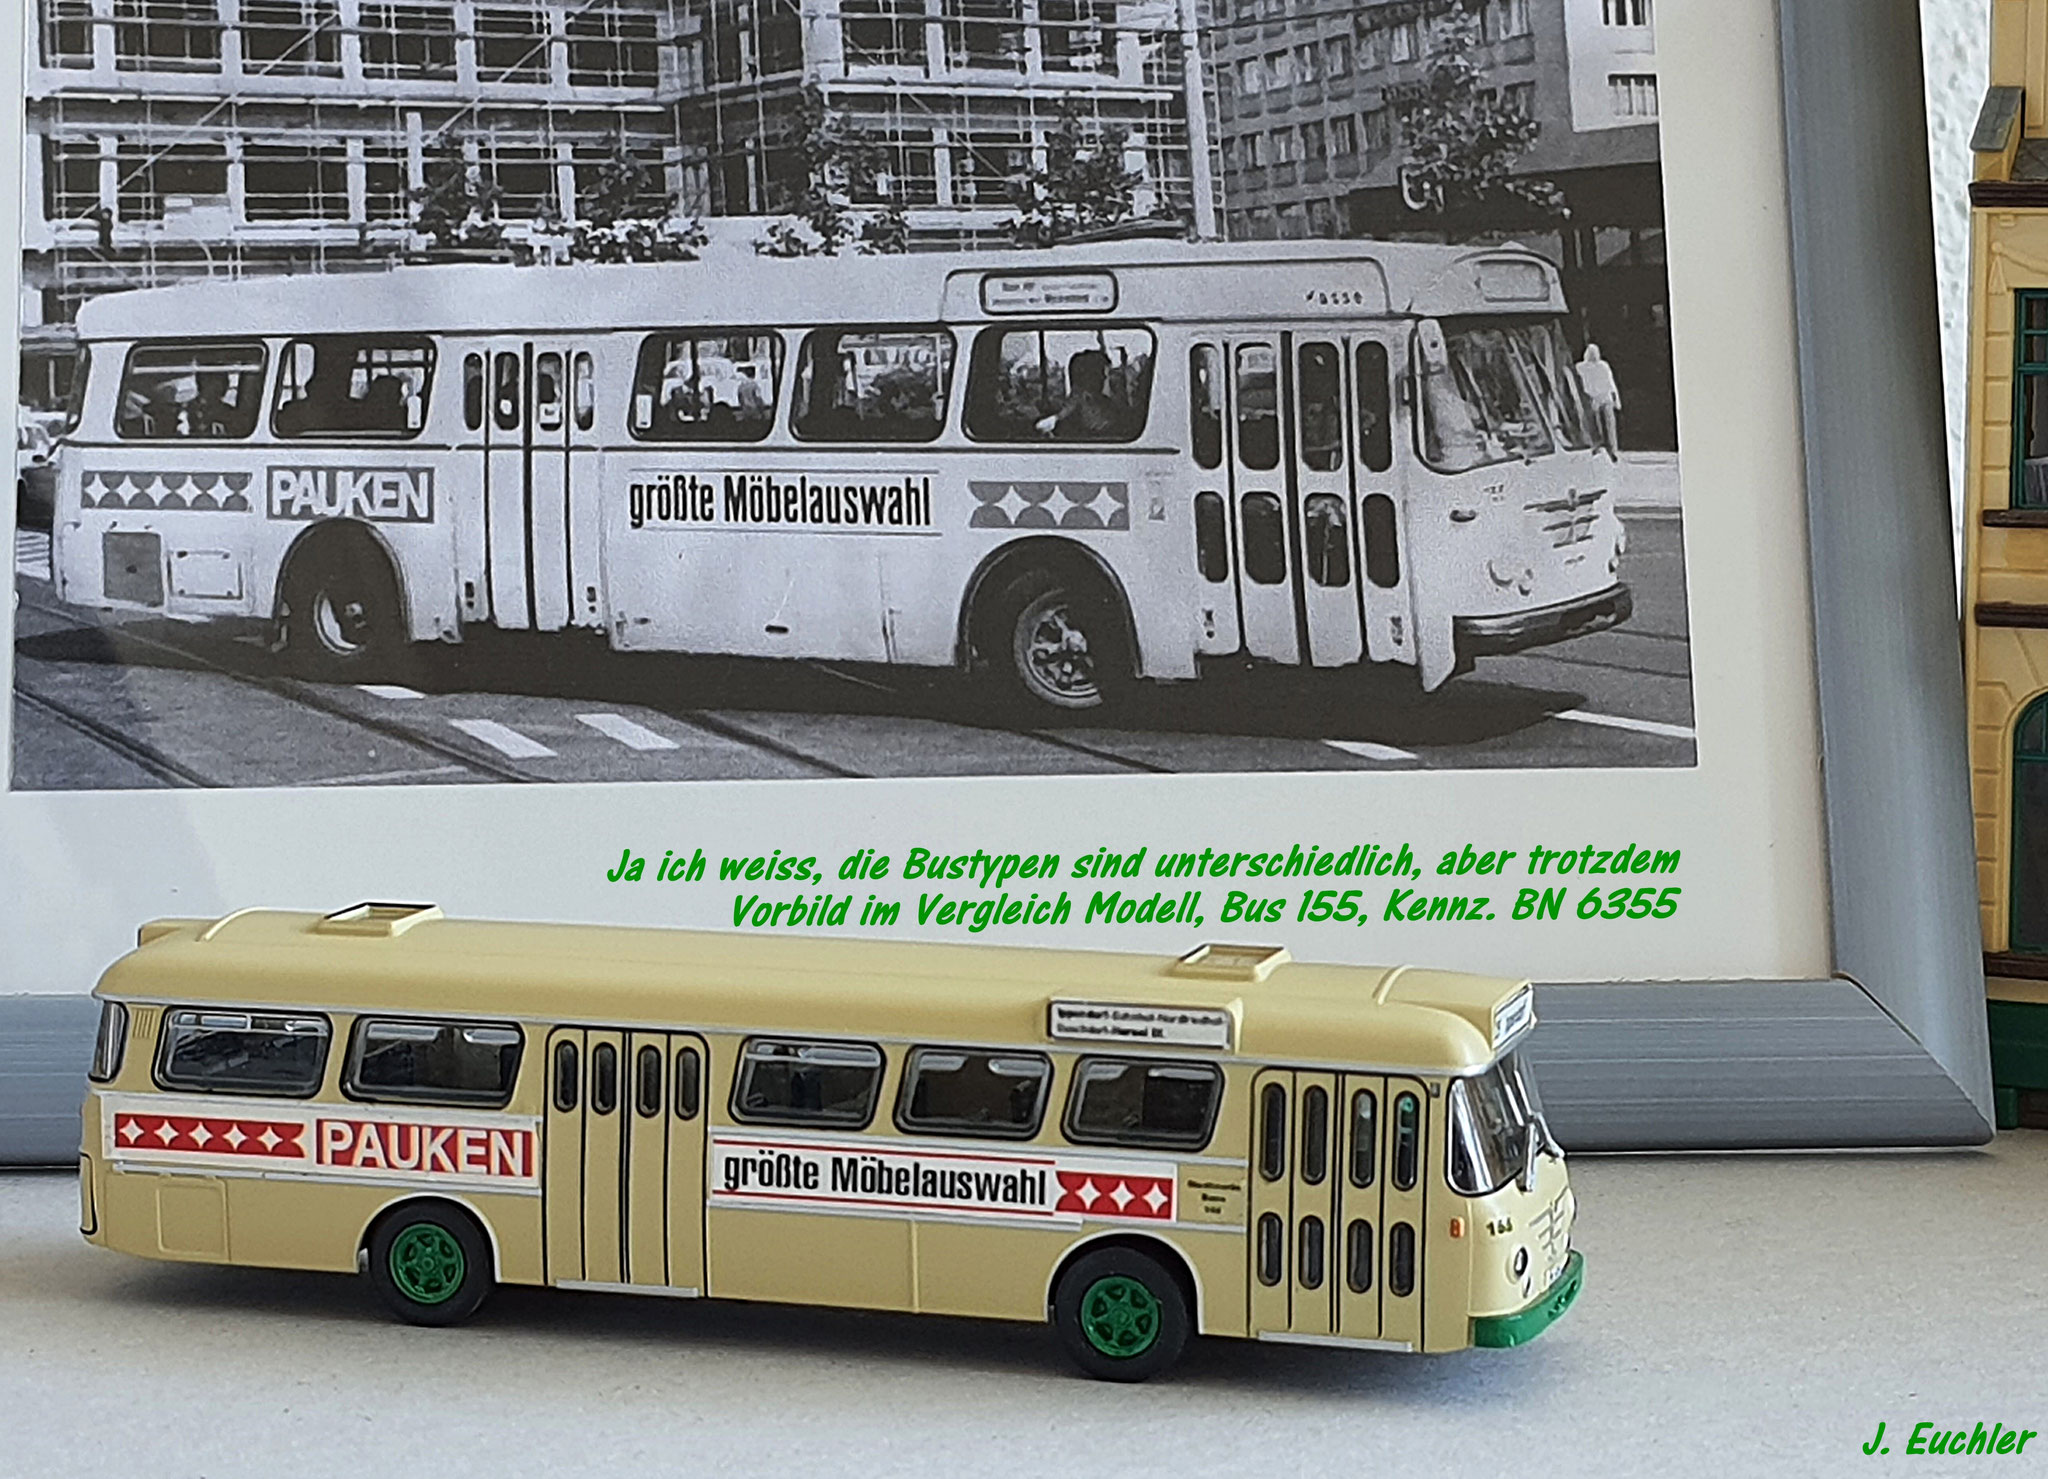 Kasse
PAUKEN
größte Möbelauswahl
Ja ich weiss, die Bustypen sind unterschiedlich, aber trotzdem
Vorbild im Vergleich Modell, Bus 155, Kennz. BN 6355
PAUKEN
größte Möbelauswahl
J. Euchler